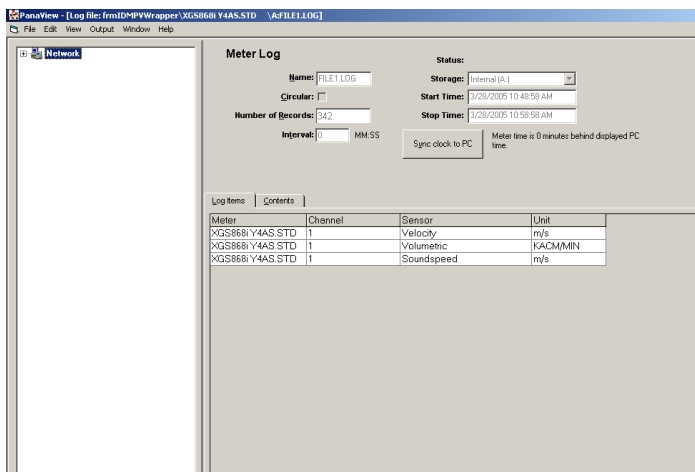 PanaView - [Log file: frmIDMPVWrapper\XGS868i Y4AS.STD \A:FILE1.LOG]
File Edit View Output Window Help
Network
Meter Log
Status:
Name: FILE1.LOG
Storage: Internal (A:)
Circular:
Start Time: 3/28/2005 10:48:58 AM
Number of Records: 342
Stop Time: 3/28/2005 10:58:58 AM
Interval: 0 MM:SS
Sync clock to PC
Meter time is 0 minutes behind displayed PC
time.
Log Items Contents
Meter Channel Sensor Unit
XGS868i Y4AS.STD 1 Velocity m/s
XGS868i Y4AS.STD 1 Volumetric KACM/MIN
XGS868i Y4AS.STD 1 Soundspeed m/s